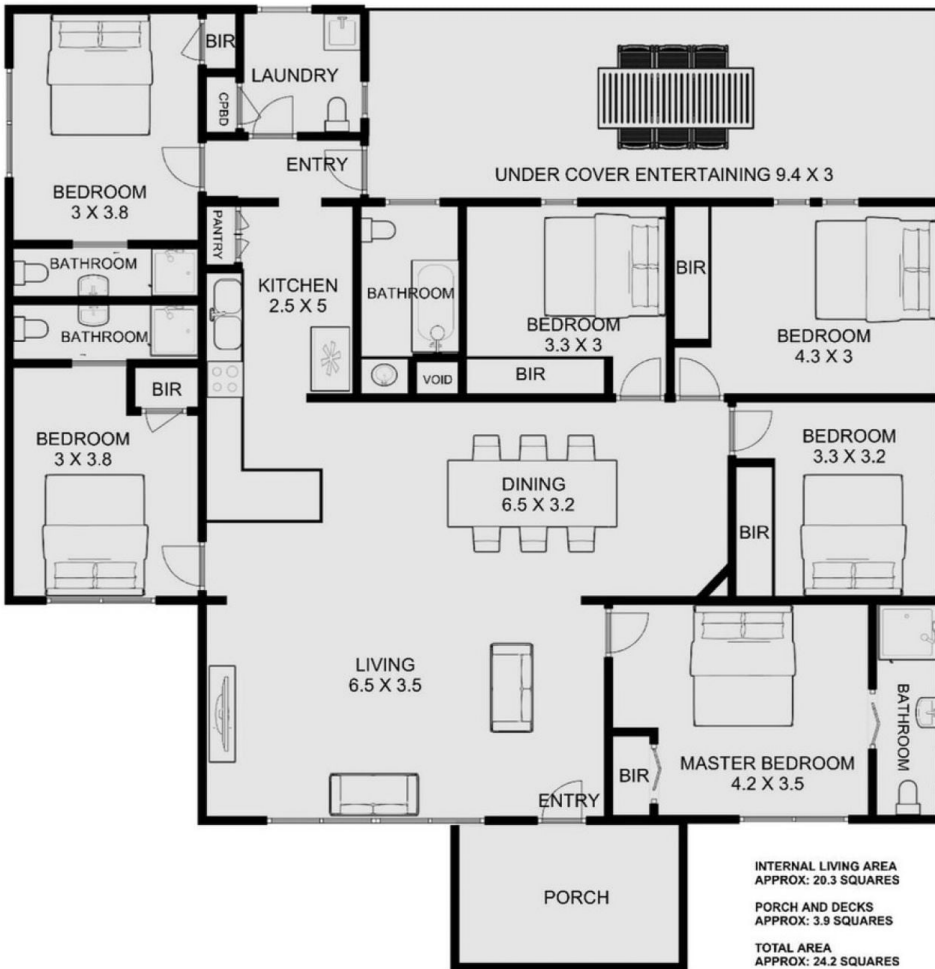 BIR
LAUNDRY
CPBD
ENTRY
UNDER COVER ENTERTAINING 9.4 X 3
BEDROOM
3 X 3.8
PANTRY
BATHROOM
KITCHEN
2.5 X 5
BATHROOM
BATHROOM
BEDROOM
3.3 X 3
BIR
BEDROOM
4.3 X 3
BIR
VOID
BIR
BEDROOM
3 X 3.8
DINING
6.5 X 3.2
BEDROOM
3.3 X 3.2
BIR
LIVING
6.5 X 3.5
BATHROOM
MASTER BEDROOM
4.2 X 3.5
BIR
ENTRY
PORCH
INTERNAL LIVING AREA
APPROX: 20.3 SQUARES
PORCH AND DECKS
APPROX: 3.9 SQUARES
TOTAL AREA
APPROX: 24.2 SQUARES